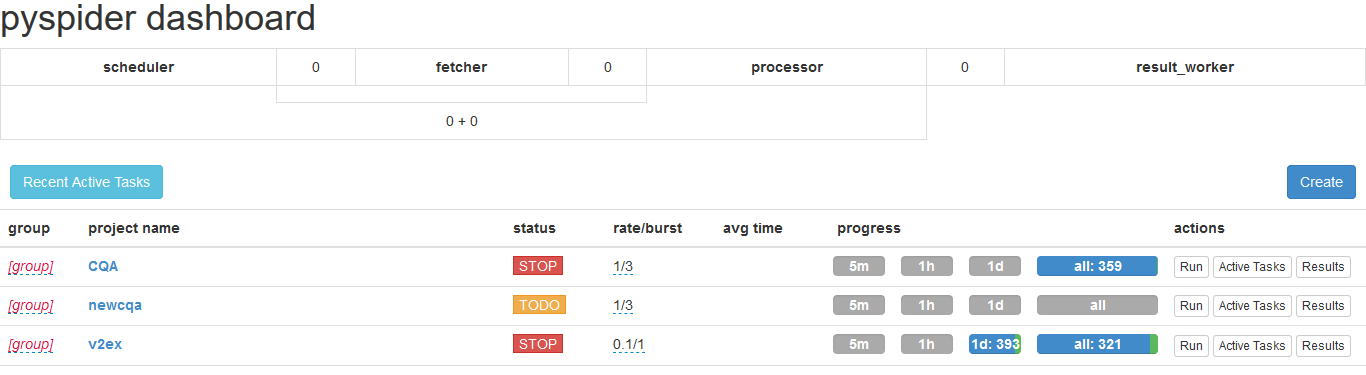 pyspider dashboard
scheduler 0 fetcher 0 processor 0 result_worker
0 + 0
Recent Active Tasks Create
group project name status rate/burst avg time progress actions
[group] CQA STOP 1/3 5m 1h 1d all: 359 Run Active Tasks Results
[group] newcqa TODO 1/3 5m 1h 1d all Run Active Tasks Results
[group] v2ex STOP 0.1/1 5m 1h 1d: 393 all: 321 Run Active Tasks Results